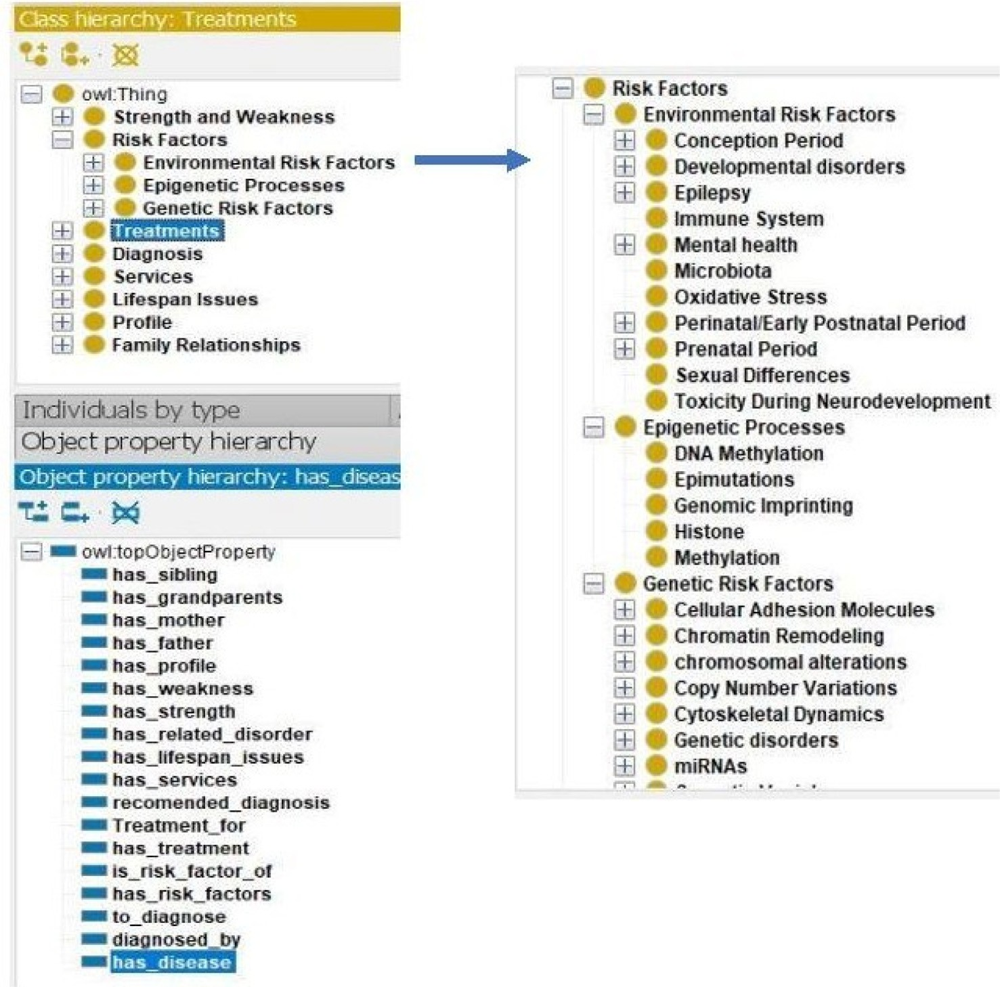 Class hierarchy: Treatments
owl:Thing
Strength and Weakness
Risk Factors
Environmental Risk Factors
Epigenetic Processes
Genetic Risk Factors
Treatments
Diagnosis
Services
Lifespan Issues
Profile
Family Relationships
Individuals by type
Object property hierarchy
Object property hierarchy: has_diseas
owl:topObjectProperty
has_sibling
has_grandparents
has_mother
has_father
has_profile
has_weakness
has_strength
has_related_disorder
has_lifespan_issues
has_services
recomended_diagnosis
Treatment_for
has_treatment
is_risk_factor_of
has_risk_factors
to_diagnose
diagnosed_by
has_disease
Risk Factors
Environmental Risk Factors
Conception Period
Developmental disorders
Epilepsy
Immune System
Mental health
Microbiota
Oxidative Stress
Perinatal/Early Postnatal Period
Prenatal Period
Sexual Differences
Toxicity During Neurodevelopment
Epigenetic Processes
DNA Methylation
Epimutations
Genomic Imprinting
Histone
Methylation
Genetic Risk Factors
Cellular Adhesion Molecules
Chromatin Remodeling
chromosomal alterations
Copy Number Variations
Cytoskeletal Dynamics
Genetic disorders
miRNAs